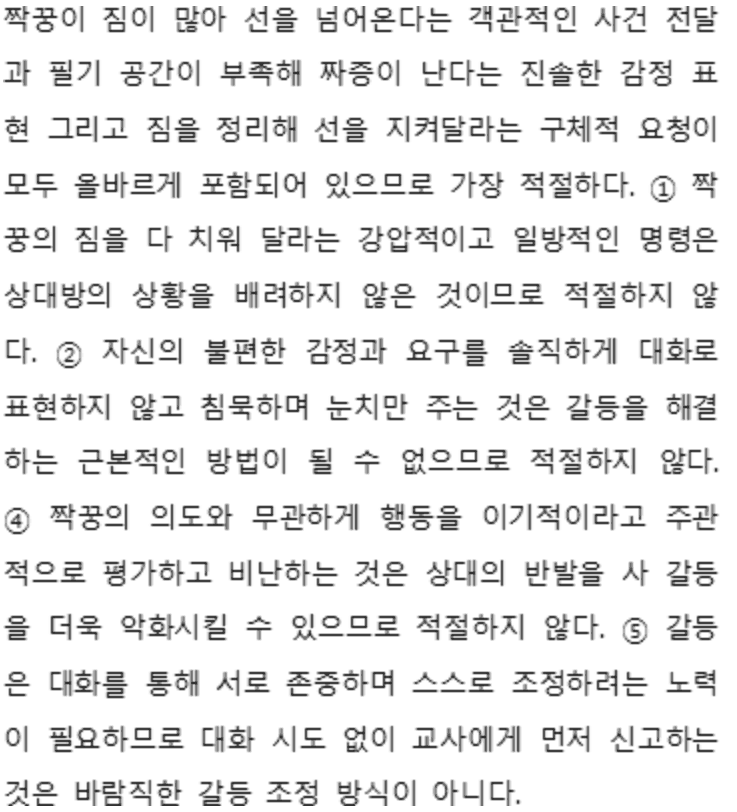 짝꿍이 짐이 많아 선을 넘어온다는 객관적인 사건 전달
과 필기 공간이 부족해 짜증이 난다는 진솔한 감정 표
현 그리고 짐을 정리해 선을 지켜달라는 구체적 요청이
모두 올바르게 포함되어 있으므로 가장 적절하다. ① 짝
꿍의 짐을 다 치워 달라는 강압적이고 일방적인 명령은
상대방의 상황을 배려하지 않은 것이므로 적절하지 않
다. ② 자신의 불편한 감정과 요구를 솔직하게 대화로
표현하지 않고 침묵하며 눈치만 주는 것은 갈등을 해결
하는 근본적인 방법이 될 수 없으므로 적절하지 않다.
④ 짝꿍의 의도와 무관하게 행동을 이기적이라고 주관
적으로 평가하고 비난하는 것은 상대의 반발을 사 갈등
을 더욱 악화시킬 수 있으므로 적절하지 않다. ⑤ 갈등
은 대화를 통해 서로 존중하며 스스로 조정하려는 노력
이 필요하므로 대화 시도 없이 교사에게 먼저 신고하는
것은 바람직한 갈등 조정 방식이 아니다.